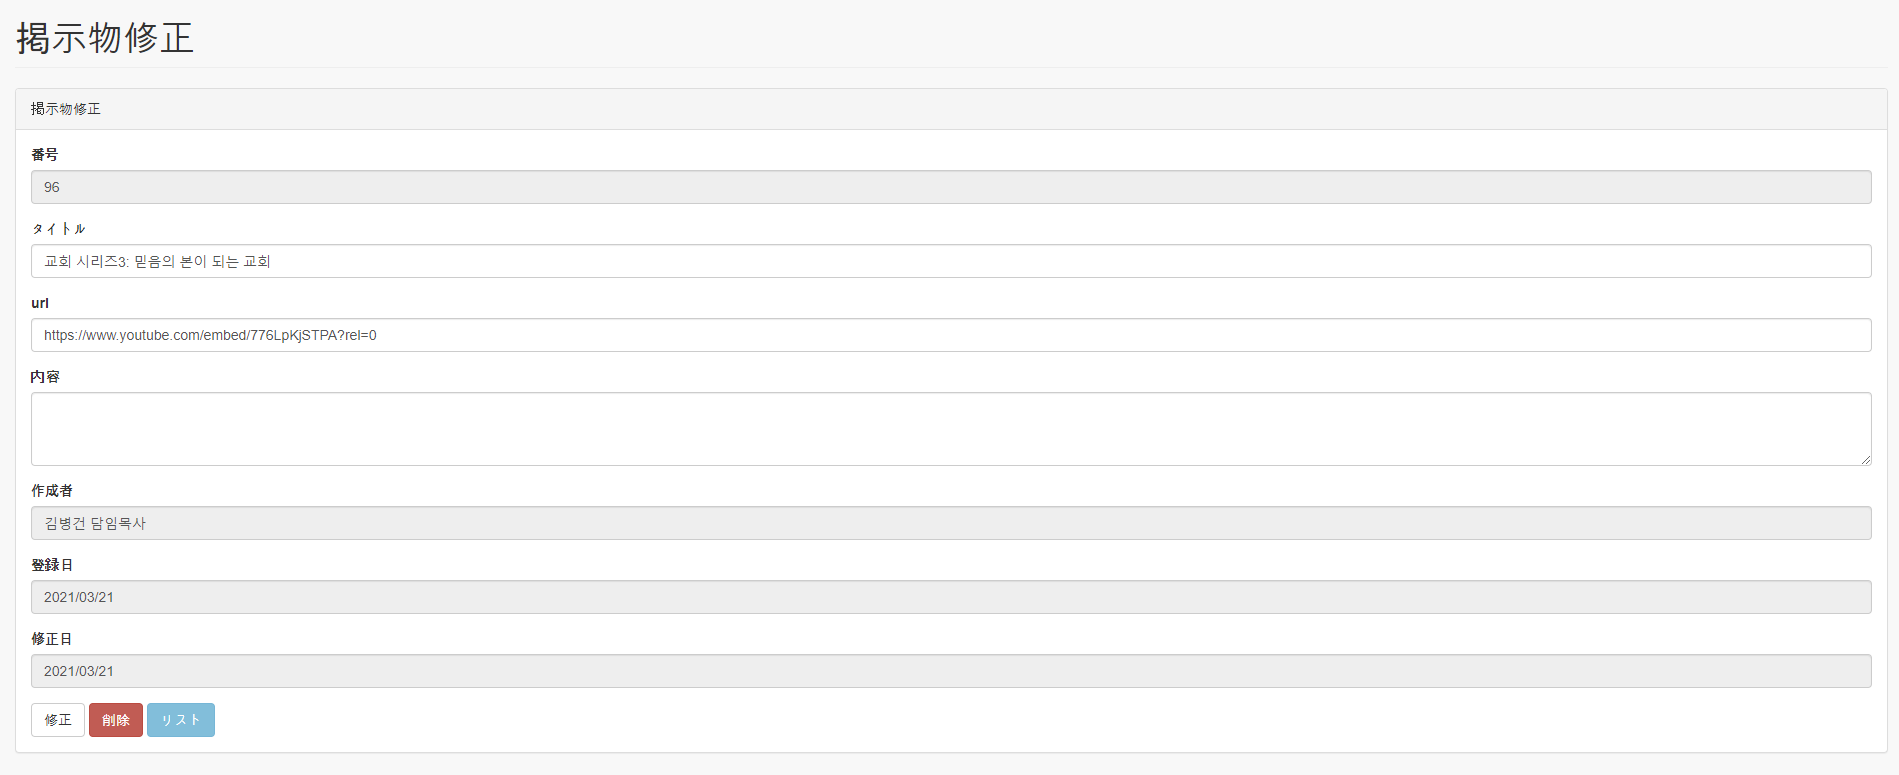 掲示物修正
掲示物修正
番号
96
タイトル
교회 시리즈3: 믿음의 본이 되는 교회
url
https://www.youtube.com/embed/776LpKjSTPA?rel=0
内容
作成者
김병건 담임목사
登録日
2021/03/21
修正日
2021/03/21
修正 削除 リスト